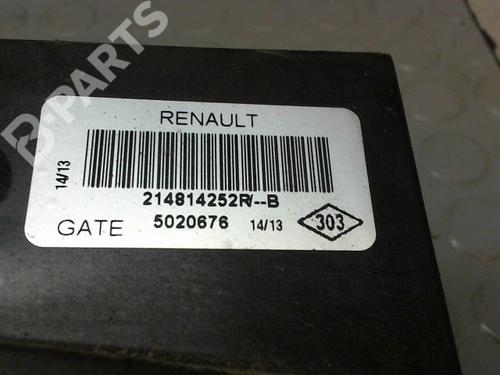 B-PARTS
RENAULT
14/13
214814252R/--B
GATE 5020676 14/13 303